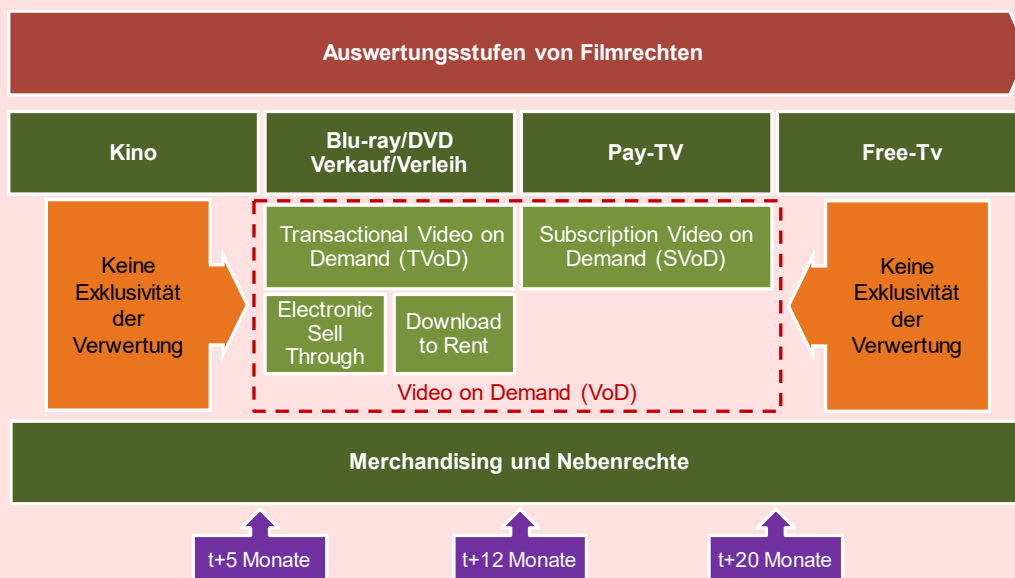 Auswertungsstufen von Filmrechten
Kino
Blu-ray/DVD
Verkauf/Verleih
Pay-TV
Free-Tv
Keine
Exklusivität
der
Verwertung
Transactional Video on
Demand (TVoD)
Subscription Video on
Demand (SVoD)
Electronic
Sell
Through
Download
to Rent
Video on Demand (VoD)
Keine
Exklusivität
der
Verwertung
Merchandising und Nebenrechte
t+5 Monate
t+12 Monate
t+20 Monate